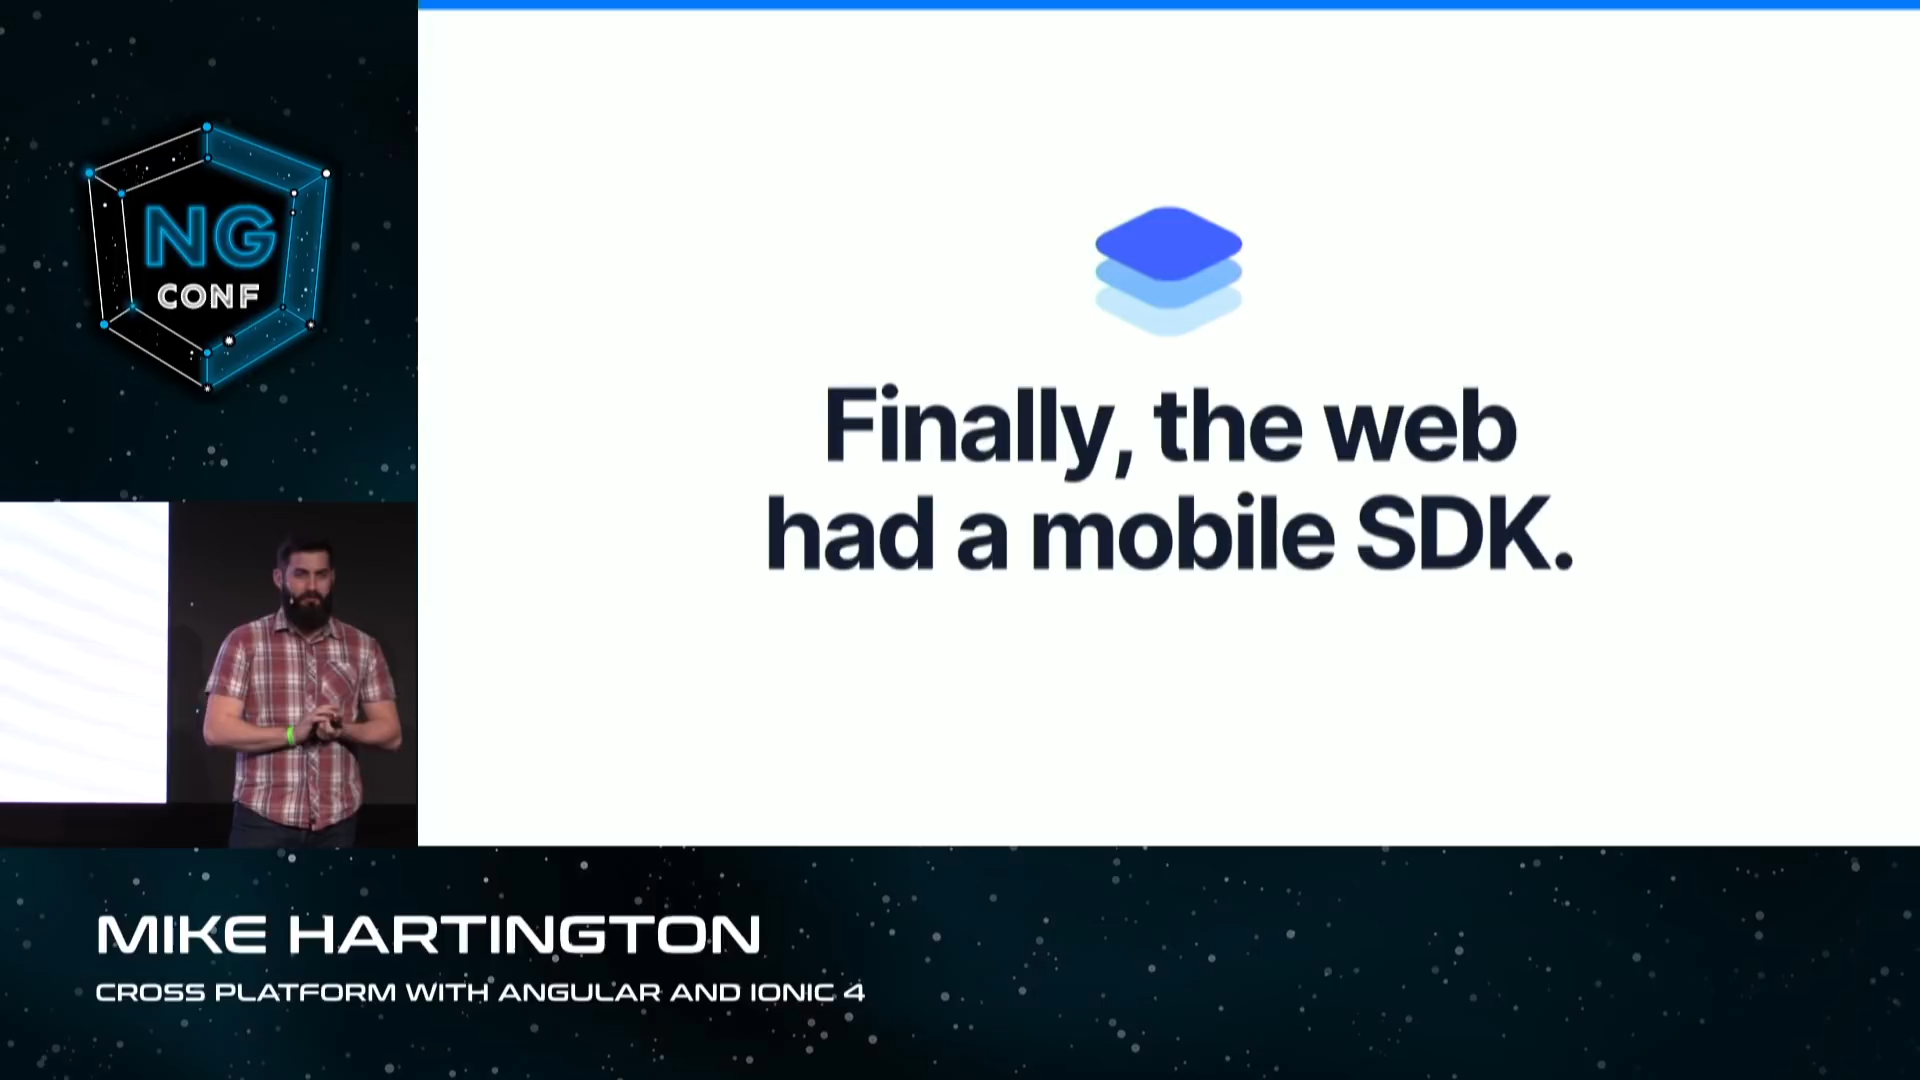 NG
CONF
Finally, the web
had a mobile SDK.
MIKE HARTINGTON
CROSS PLATFORM WITH ANGULAR AND IONIC 4